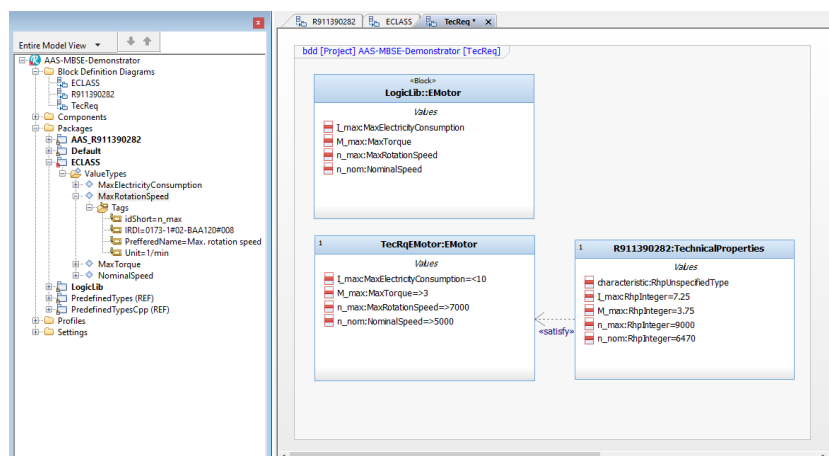 R911390282
ECLASS
TecReq *
Entire Model View
AAS-MBSE-Demonstrator
Block Definition Diagrams
ECLASS
R911390282
TecReq
Components
Packages
AAS_R911390282
Default
ECLASS
ValueTypes
MaxElectricityConsumption
MaxRotationSpeed
Tags
idShort=n_max
IRDI=0173-1#02-BAA120#008
PrefferedName=Max. rotation speed
Unit=1/min
MaxTorque
NominalSpeed
LogicLib
PredefinedTypes (REF)
PredefinedTypesCpp (REF)
Profiles
Settings
bdd [Project] AAS-MBSE-Demonstrator [TecReq]
«Block»
LogicLib::EMotor
Values
I_max:MaxElectricityConsumption
M_max:MaxTorque
n_max:MaxRotationSpeed
n_nom:NominalSpeed
1
TecRqEMotor:EMotor
Values
I_max:MaxElectricityConsumption=<10
M_max:MaxTorque=>3
n_max:MaxRotationSpeed=>7000
n_nom:NominalSpeed=>5000
«satisfy»
1
R911390282:TechnicalProperties
Values
characteristic:RhpUnspecifiedType
I_max:RhpInteger=7.25
M_max:RhpInteger=3.75
n_max:RhpInteger=9000
n_nom:RhpInteger=6470